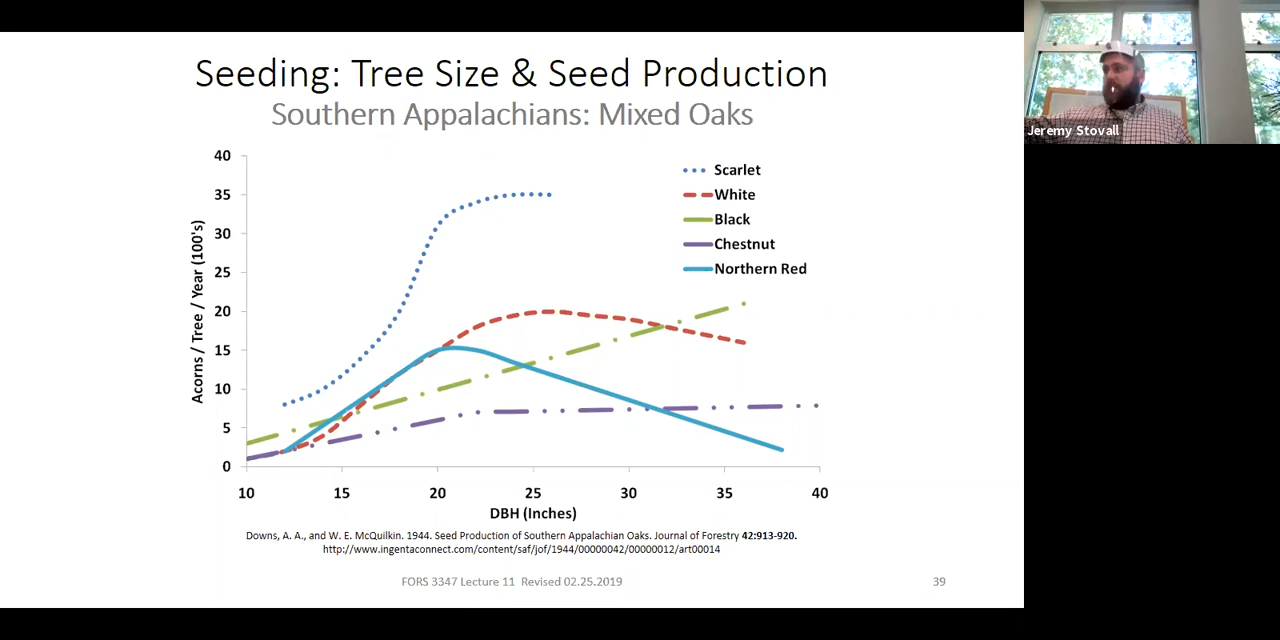 Seeding: Tree Size & Seed Production
Southern Appalachians: Mixed Oaks
Jeremy Stovall
40
35
30
25
20
15
10
5
0
Acorns / Tree / Year (100's)
Scarlet
White
Black
Chestnut
Northern Red
10 15 20 25 30 35 40
DBH (Inches)
Downs, A. A., and W. E. McQuilkin. 1944. Seed Production of Southern Appalachian Oaks. Journal of Forestry 42:913-920.
http://www.ingentaconnect.com/content/saf/jof/1944/00000042/00000012/art00014
FORS 3347 Lecture 11 Revised 02.25.2019 39